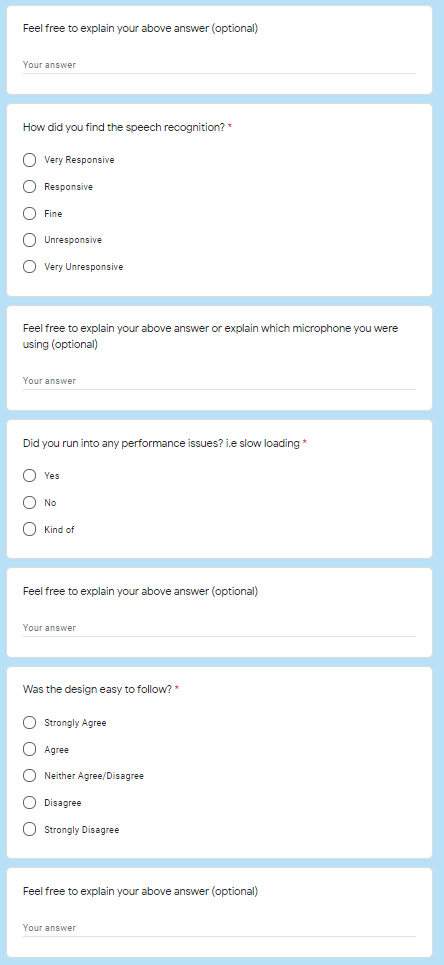 Feel free to explain your above answer (optional)
Your answer
How did you find the speech recognition? *
Very Responsive
Responsive
Fine
Unresponsive
Very Unresponsive
Feel free to explain your above answer or explain which microphone you were
using (optional)
Your answer
Did you run into any performance issues? i.e slow loading *
Yes
No
Kind of
Feel free to explain your above answer (optional)
Your answer
Was the design easy to follow? *
Strongly Agree
Agree
Neither Agree/Disagree
Disagree
Strongly Disagree
Feel free to explain your above answer (optional)
Your answer